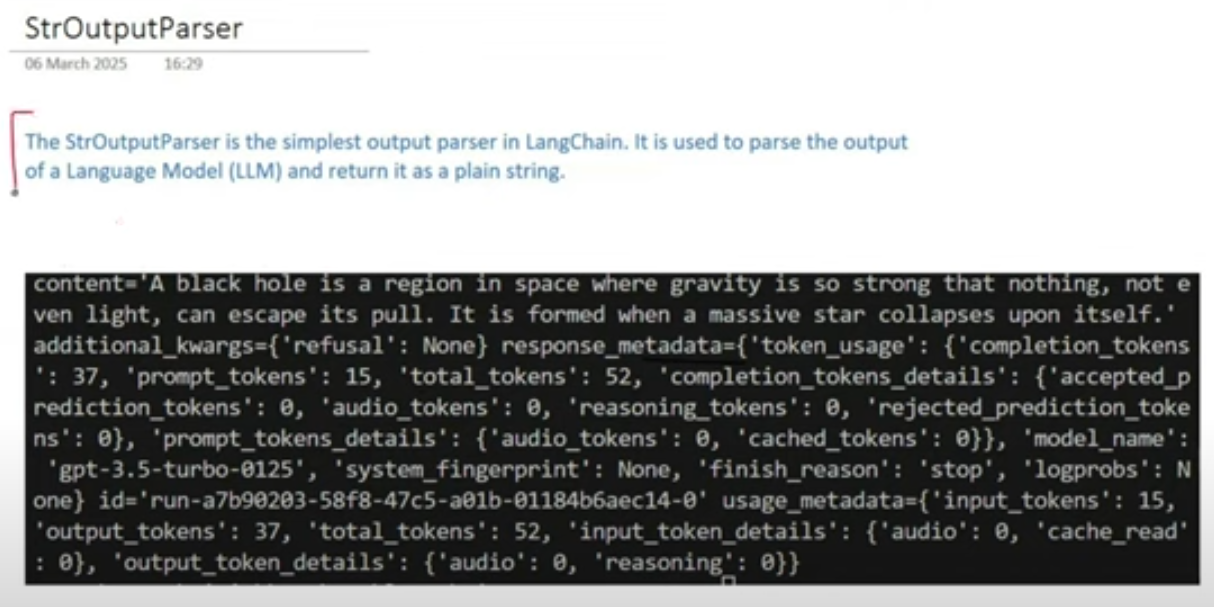 StrOutputParser
06 March 2025 16:29
The StrOutputParser is the simplest output parser in LangChain. It is used to parse the output
of a Language Model (LLM) and return it as a plain string.
content='A black hole is a region in space where gravity is so strong that nothing, not e
ven light, can escape its pull. It is formed when a massive star collapses upon itself.'
additional_kwargs={'refusal': None} response_metadata={'token_usage': {'completion_tokens
': 37, 'prompt_tokens': 15, 'total_tokens': 52, 'completion_tokens_details': {'accepted_p
rediction_tokens': 0, 'audio_tokens': 0, 'reasoning_tokens': 0, 'rejected_prediction_toke
ns': 0}, 'prompt_tokens_details': {'audio_tokens': 0, 'cached_tokens': 0}}, 'model_name':
'gpt-3.5-turbo-0125', 'system_fingerprint': None, 'finish_reason': 'stop', 'logprobs': N
one} id='run-a7b90203-58f8-47c5-a01b-01184b6aec14-0' usage_metadata={'input_tokens': 15,
'output_tokens': 37, 'total_tokens': 52, 'input_token_details': {'audio': 0, 'cache_read'
: 0}, 'output_token_details': {'audio': 0, 'reasoning': 0}}